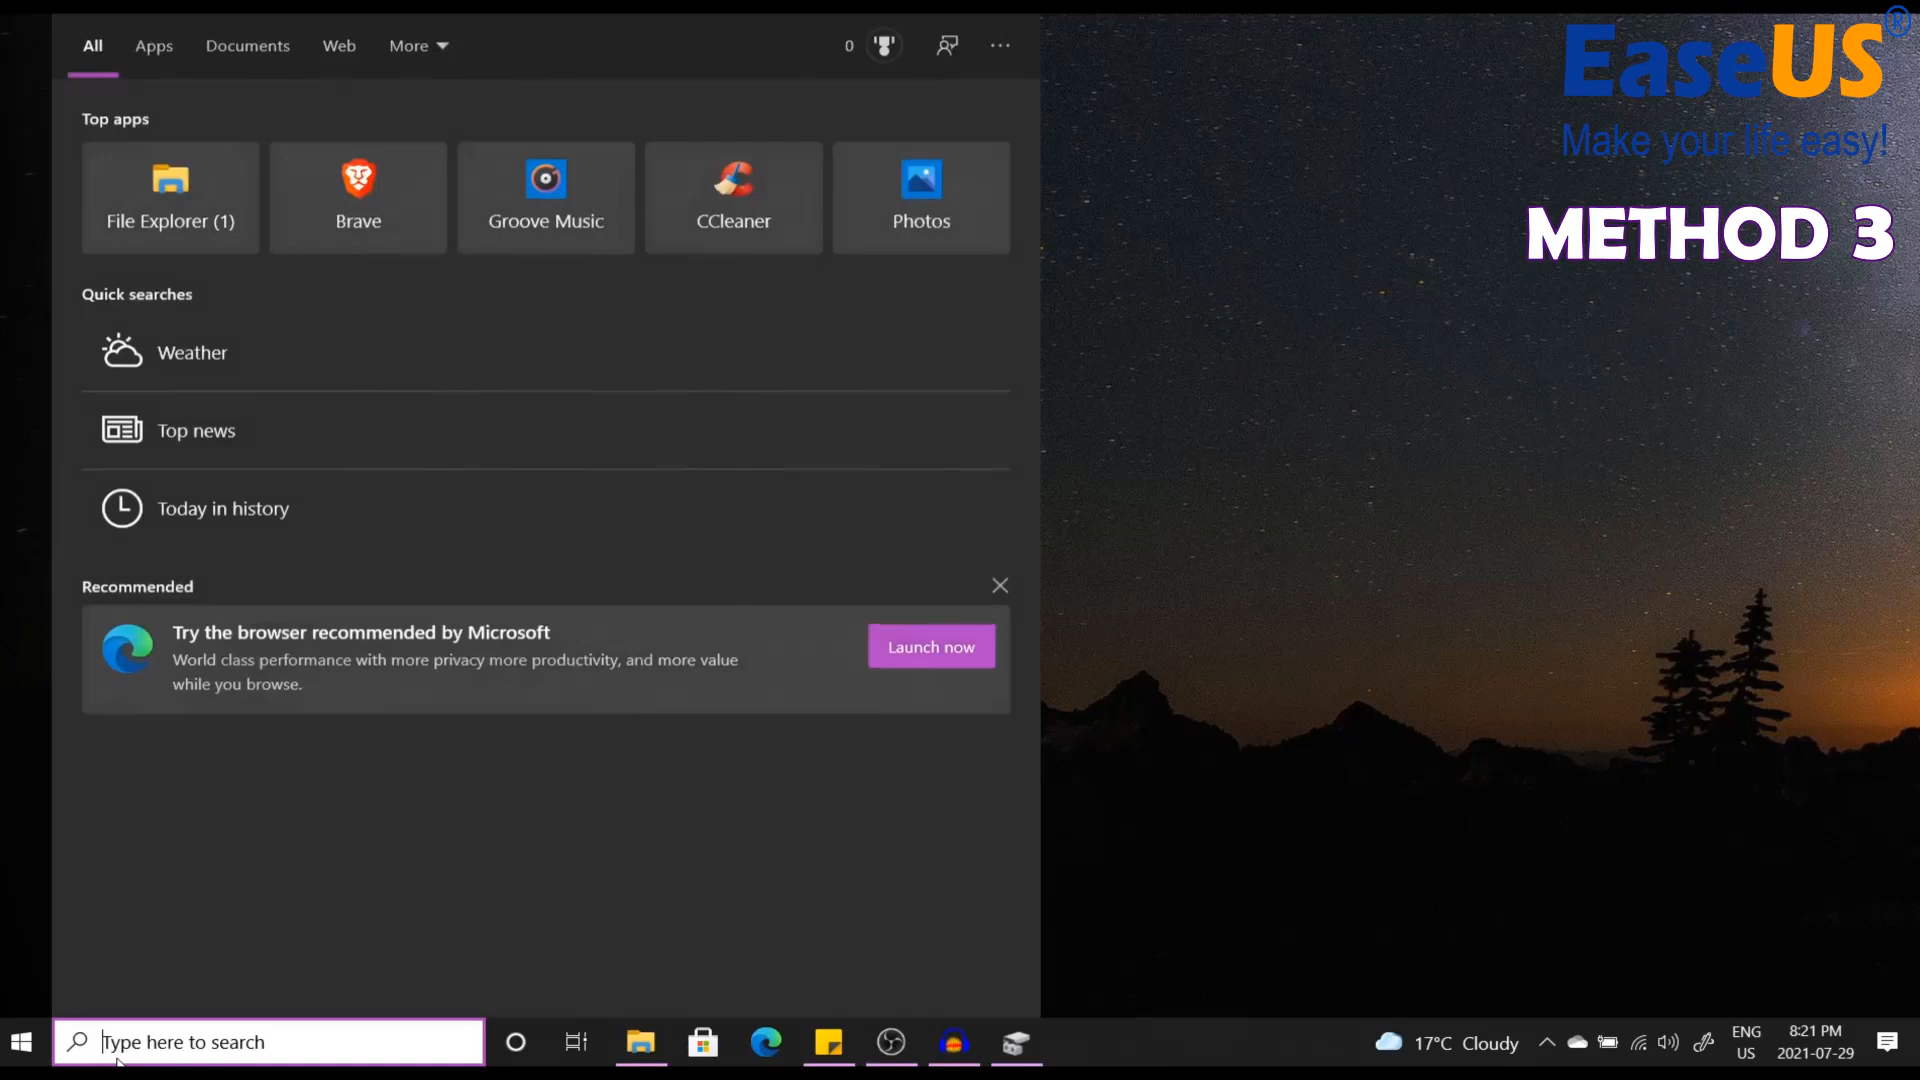 All Apps Documents Web More 0
EaseUS®
Make your life easy!
METHOD 3
Top apps
File Explorer (1) Brave Groove Music CCleaner Photos
Quick searches
Weather
Top news
Today in history
Recommended
Try the browser recommended by Microsoft
World class performance with more privacy more productivity, and more value
while you browse.
Launch now
Type here to search
17°C Cloudy
ENG
US
8:21 PM
2021-07-29